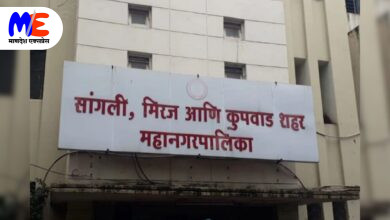 ME
माणदेश एक्सप्रेस
सांगली, मिरज आणि कुपवाड शहर
महानगरपालिका